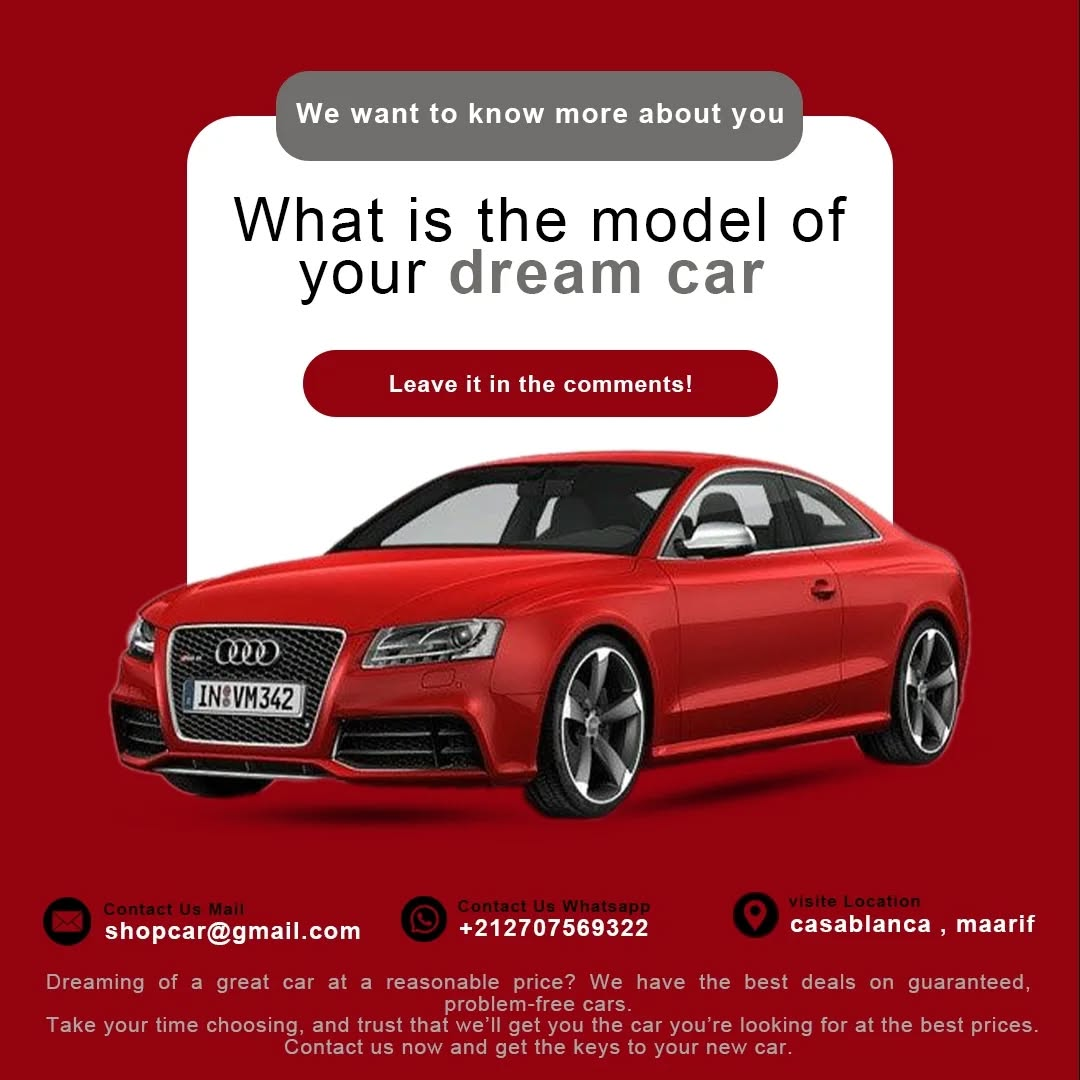 We want to know more about you
What is the model of
your dream car
Leave it in the comments!
IN VM342
Contact Us Mail
shopcar@gmail.com
Contact Us Whatsapp
+212707569322
visite Location
casablanca , maarif
Dreaming of a great car at a reasonable price? We have the best deals on guaranteed,
problem-free cars.
Take your time choosing, and trust that we’ll get you the car you’re looking for at the best prices.
Contact us now and get the keys to your new car.